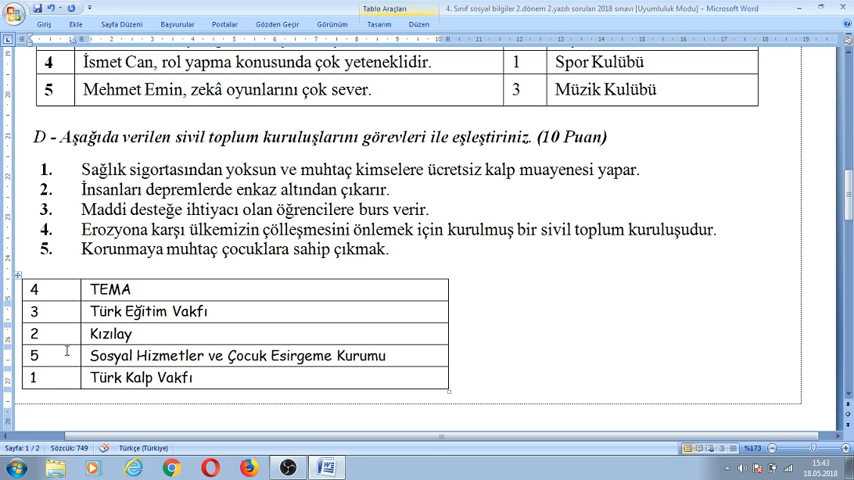 Tablo Araçları
4. Sınıf sosyal bilgiler 2.dönem 2.yazılı soruları 2018 sınavı [Uyumluluk Modu] - Microsoft Word
Giriş Ekle Sayfa Düzeni Başvurular Postalar Gözden Geçir Görünüm Tasarım Düzen
4 İsmet Can, rol yapma konusunda çok yeteneklidir. 1 Spor Kulübü
5 Mehmet Emin, zekâ oyunlarını çok sever. 3 Müzik Kulübü
D - Aşağıda verilen sivil toplum kuruluşlarını görevleri ile eşleştiriniz. (10 Puan)
1. Sağlık sigortasından yoksun ve muhtaç kimselere ücretsiz kalp muayenesi yapar.
2. İnsanları depremlerde enkaz altından çıkarır.
3. Maddi desteğe ihtiyacı olan öğrencilere burs verir.
4. Erozyona karşı ülkemizin çölleşmesini önlemek için kurulmuş bir sivil toplum kuruluşudur.
5. Korunmaya muhtaç çocuklara sahip çıkmak.
4 TEMA
3 Türk Eğitim Vakfı
2 Kızılay
5 Sosyal Hizmetler ve Çocuk Esirgeme Kurumu
1 Türk Kalp Vakfı
Sayfa: 1 / 2 Sözcük: 749 Türkçe (Türkiye) %173
15:43
18.05.2018